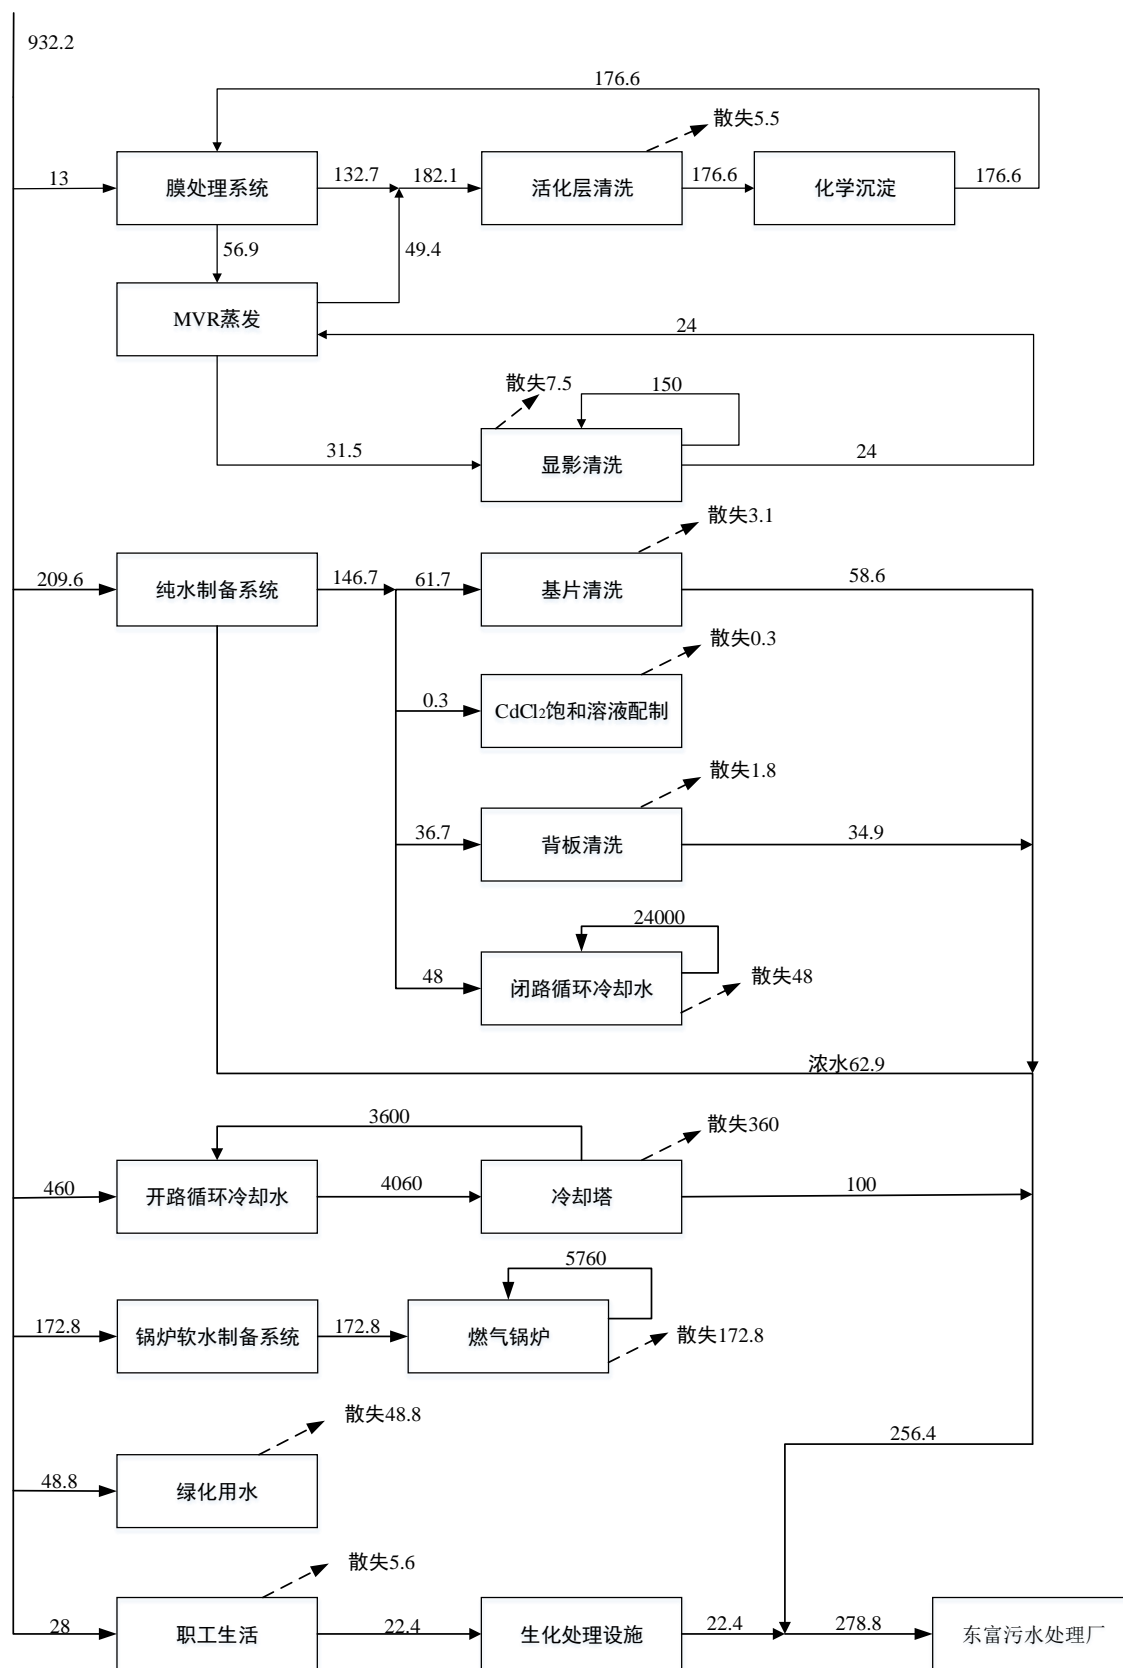 932.2
176.6
散失5.5
13
膜处理系统
132.7
182.1
活化层清洗
176.6
化学沉淀
176.6
56.9
49.4
MVR蒸发
24
散失7.5
150
31.5
显影清洗
24
散失3.1
209.6
纯水制备系统
146.7
61.7
基片清洗
58.6
散失0.3
0.3
CdCl2饱和溶液配制
散失1.8
36.7
背板清洗
34.9
24000
48
闭路循环冷却水
散失48
浓水62.9
3600
散失360
460
开路循环冷却水
4060
冷却塔
100
5760
172.8
锅炉软水制备系统
172.8
燃气锅炉
散失172.8
散失48.8
256.4
48.8
绿化用水
散失5.6
28
职工生活
22.4
生化处理设施
22.4
278.8
东富污水处理厂